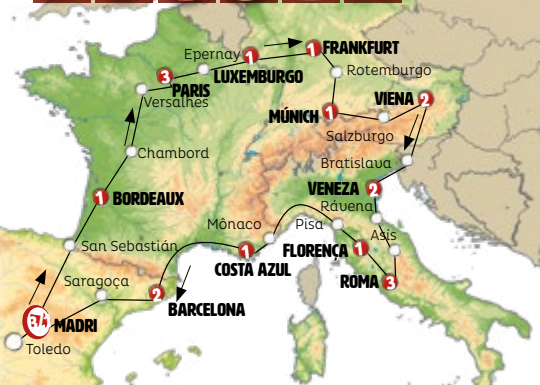 FRANKFURT
1
Epernay
1
LUXEMBURGO
Rotemburgo
3
PARIS
Versalhes
VIENA
2
MÚNICH
1
Salzburgo
Chambord
Bratislava
BORDEAUX
1
VENEZA
2
Rávena
Mônaco
Pisa
Asis
San Sebastián
FLORENÇA
1
COSTA AZUL
1
Saragoça
ROMA
3
2
BARCELONA
MADRI
Toledo